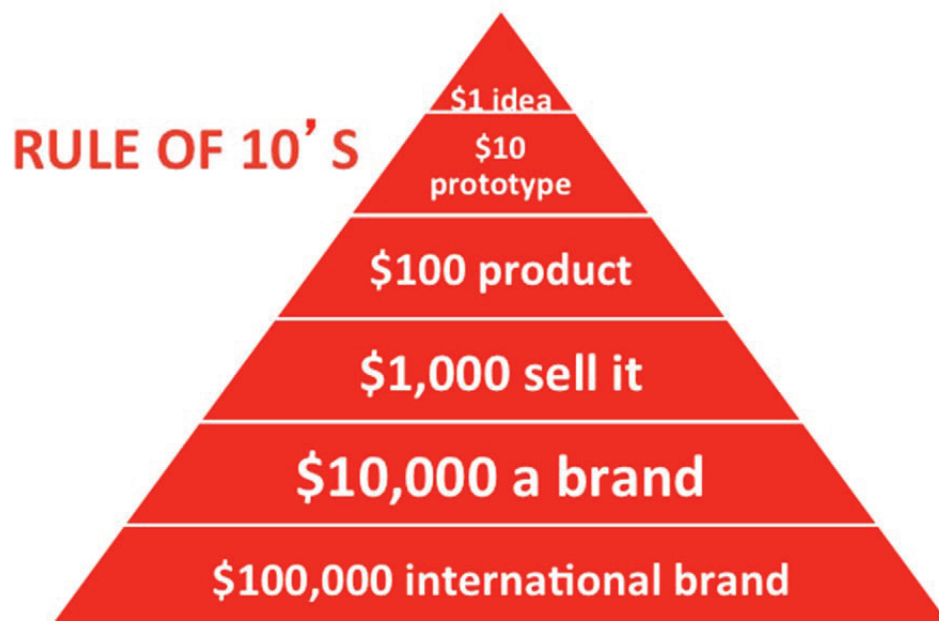 $1 idea
RULE OF 10’ S
$10
prototype
$100 product
$1,000 sell it
$10,000 a brand
$100,000 international brand